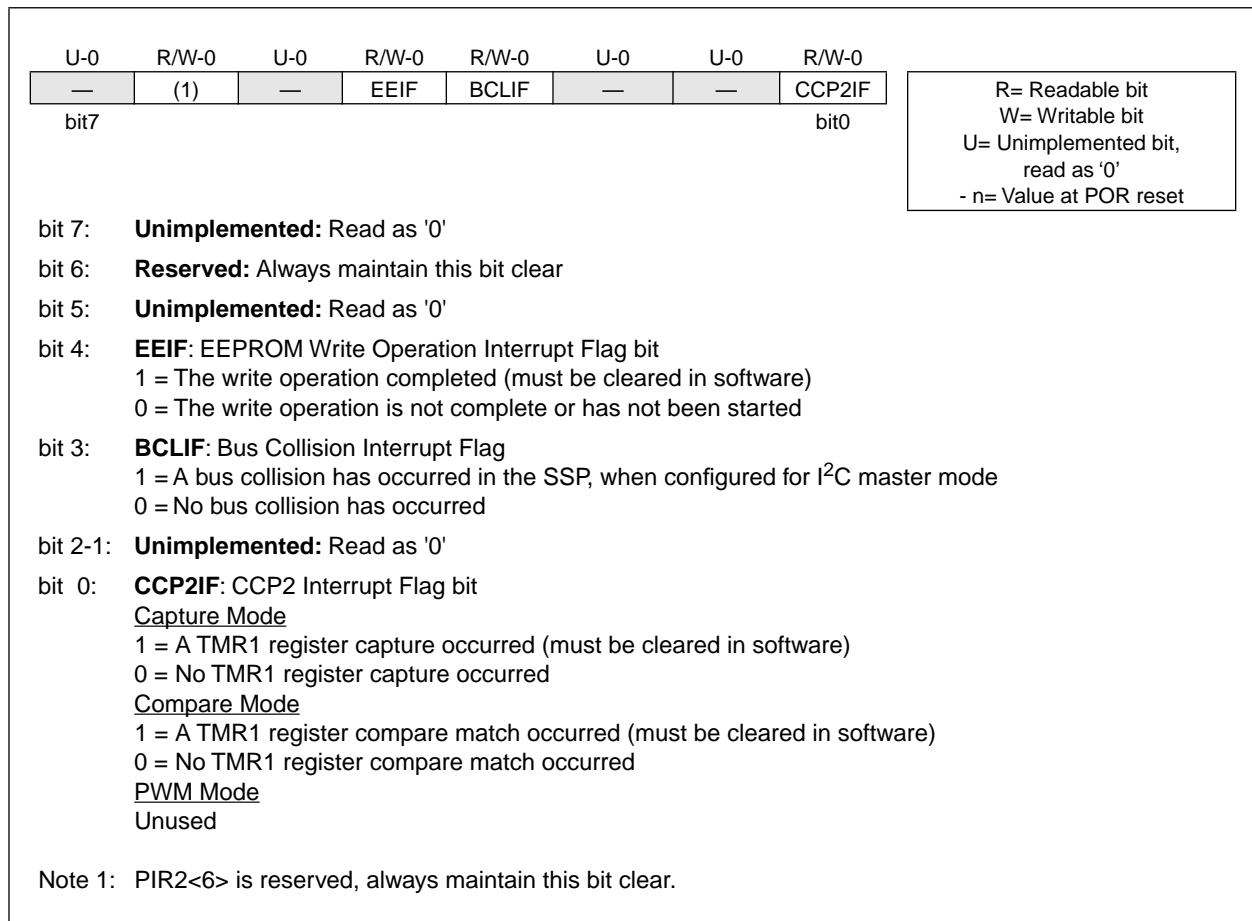 U-0 R/W-0 U-0 R/W-0 R/W-0 U-0 U-0 R/W-0
— (1) — EEIF BCLIF — — CCP2IF
bit7 bit0
R= Readable bit
W= Writable bit
U= Unimplemented bit,
read as ‘0’
- n= Value at POR reset
bit 7: Unimplemented: Read as '0'
bit 6: Reserved: Always maintain this bit clear
bit 5: Unimplemented: Read as '0'
bit 4: EEIF: EEPROM Write Operation Interrupt Flag bit
1 = The write operation completed (must be cleared in software)
0 = The write operation is not complete or has not been started
bit 3: BCLIF: Bus Collision Interrupt Flag
1 = A bus collision has occurred in the SSP, when configured for I2C master mode
0 = No bus collision has occurred
bit 2-1: Unimplemented: Read as '0'
bit 0: CCP2IF: CCP2 Interrupt Flag bit
Capture Mode
1 = A TMR1 register capture occurred (must be cleared in software)
0 = No TMR1 register capture occurred
Compare Mode
1 = A TMR1 register compare match occurred (must be cleared in software)
0 = No TMR1 register compare match occurred
PWM Mode
Unused
Note 1: PIR2<6> is reserved, always maintain this bit clear.